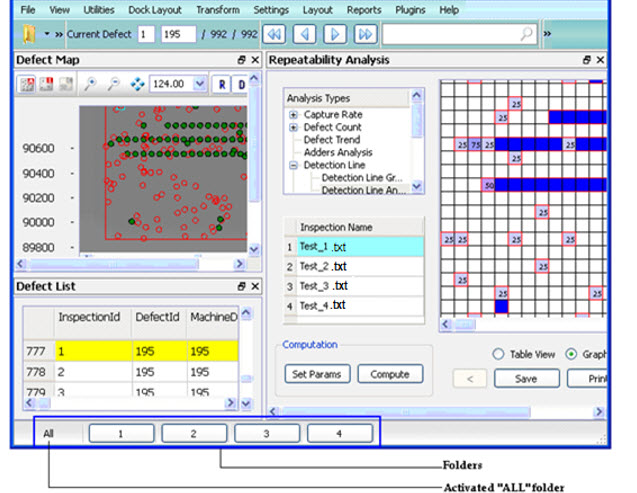 File View Utilities Dock Layout Transform Settings Layout Reports Plugins Help
» Current Defect 1 195 / 992 / 992 »
Defect Map
Repeatability Analysis
124.00 R D
90600
90400
90200
90000
89800
Analysis Types
Capture Rate
Defect Count
Defect Trend
Adders Analysis
Detection Line
Detection Line Gr...
Detection Line An...
25
25
25 75 25 25
25
50
25
25 25 25 25
25
25
25 25
Inspection Name
1 Test_1 .txt
2 Test_2 .txt
3 Test_3 .txt
4 Test_4 .txt
Defect List
InspectionId DefectId MachineD
777 1 195 195
778 2 195 195
779 3 195 195
Computation
Set Params Compute
Table View Graph
< Save Print
All 1 2 3 4
Folders
Activated "ALL" folder